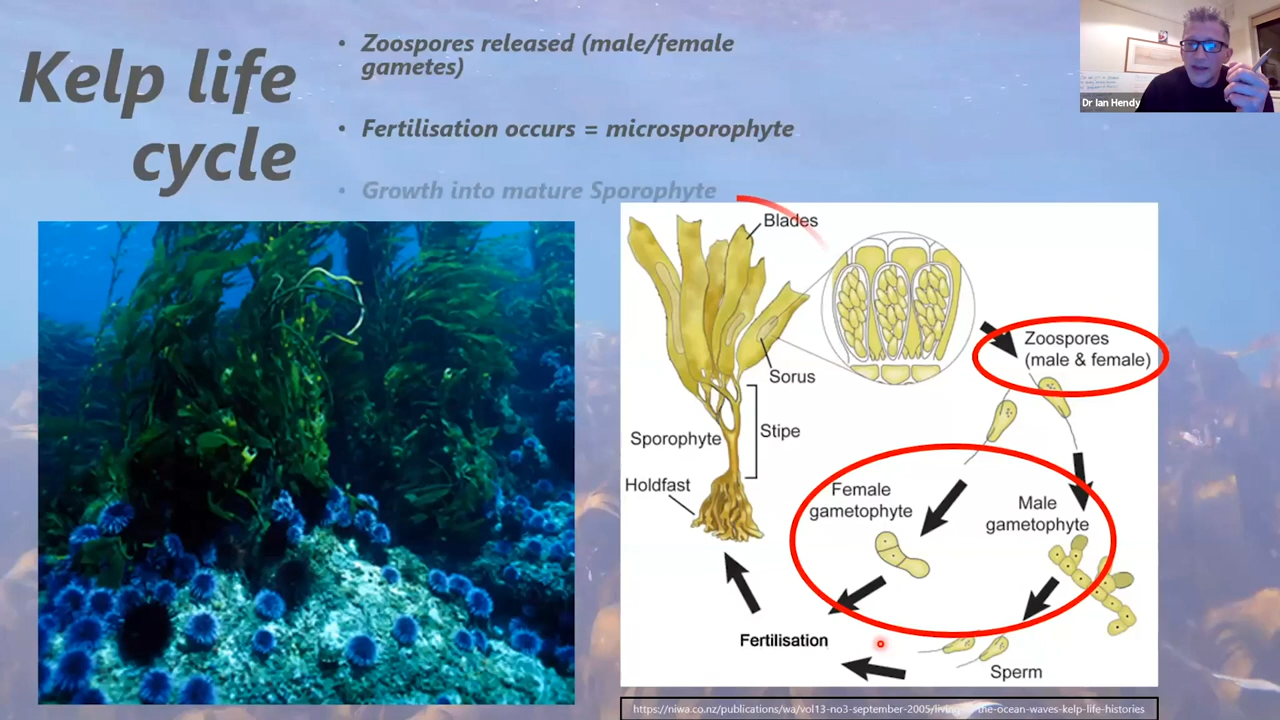 Kelp life
cycle
• Zoospores released (male/female
gametes)
• Fertilisation occurs = microsporophyte
• Growth into mature Sporophyte
Dr Ian Hendy
Blades
Sorus
Stipe
Sporophyte
Holdfast
Zoospores
(male & female)
Female
gametophyte
Male
gametophyte
Fertilisation
Sperm
https://niwa.co.nz/publications/wa/vol13-no3-september-2005/
the-ocean-waves-kelp-life-histories